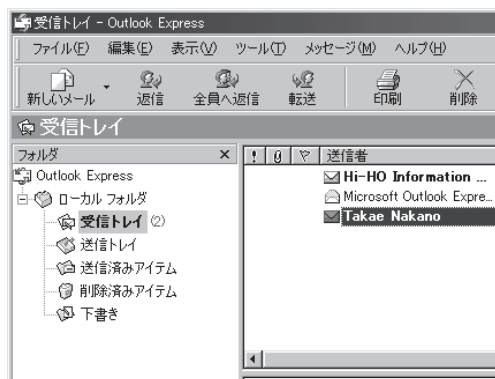 受信トレイ - Outlook Express
ファイル(F) 編集(E) 表示(V) ツール(T) メッセージ(M) ヘルプ(H)
新しいメール 返信 全員へ返信 転送 印刷 削除
受信トレイ
フォルダ × ! 送信者
Outlook Express
ローカル フォルダ
受信トレイ (2)
送信トレイ
送信済みアイテム
削除済みアイテム
下書き
Hi-HO Information ...
Microsoft Outlook Expre...
Takae Nakano